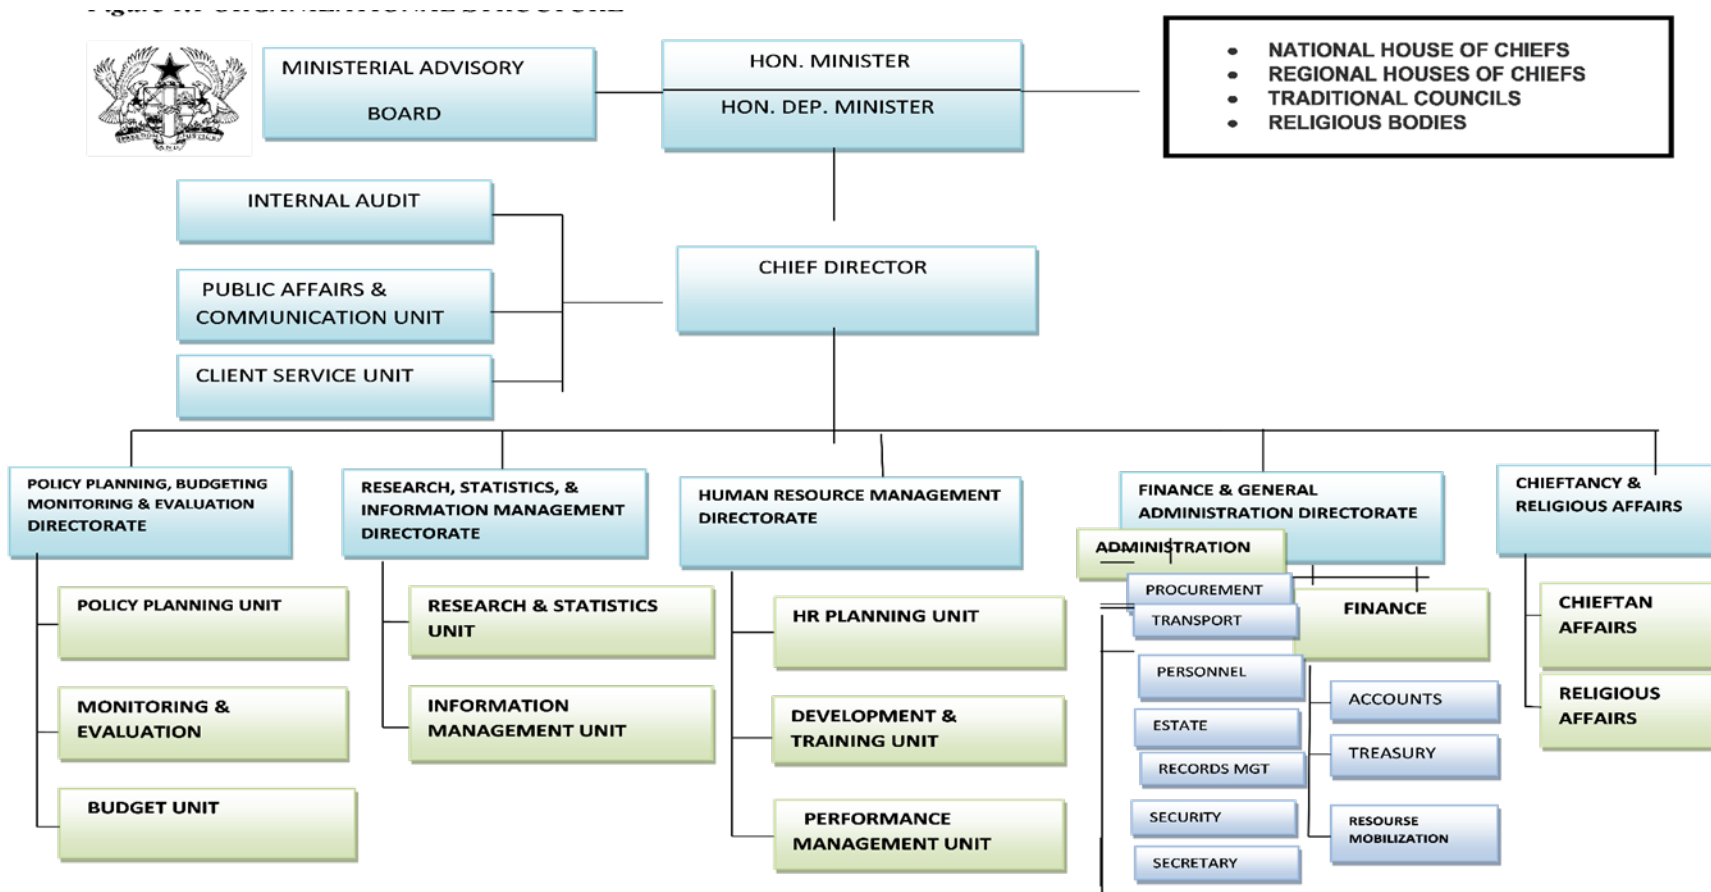 MINISTERIAL ADVISORY
BOARD
HON. MINISTER
HON. DEP. MINISTER
• NATIONAL HOUSE OF CHIEFS
• REGIONAL HOUSES OF CHIEFS
• TRADITIONAL COUNCILS
• RELIGIOUS BODIES
INTERNAL AUDIT
PUBLIC AFFAIRS &
COMMUNICATION UNIT
CLIENT SERVICE UNIT
CHIEF DIRECTOR
POLICY PLANNING, BUDGETING
MONITORING & EVALUATION
DIRECTORATE
POLICY PLANNING UNIT
MONITORING &
EVALUATION
BUDGET UNIT
RESEARCH, STATISTICS, &
INFORMATION MANAGEMENT
DIRECTORATE
RESEARCH & STATISTICS
UNIT
INFORMATION
MANAGEMENT UNIT
HUMAN RESOURCE MANAGEMENT
DIRECTORATE
HR PLANNING UNIT
DEVELOPMENT &
TRAINING UNIT
PERFORMANCE
MANAGEMENT UNIT
FINANCE & GENERAL
ADMINISTRATION DIRECTORATE
ADMINISTRATION
PROCUREMENT
TRANSPORT
PERSONNEL
ESTATE
RECORDS MGT
SECURITY
SECRETARY
FINANCE
ACCOUNTS
TREASURY
RESOURSE
MOBILIZATION
CHIEFTANCY &
RELIGIOUS AFFAIRS
CHIEFTAN
AFFAIRS
RELIGIOUS
AFFAIRS